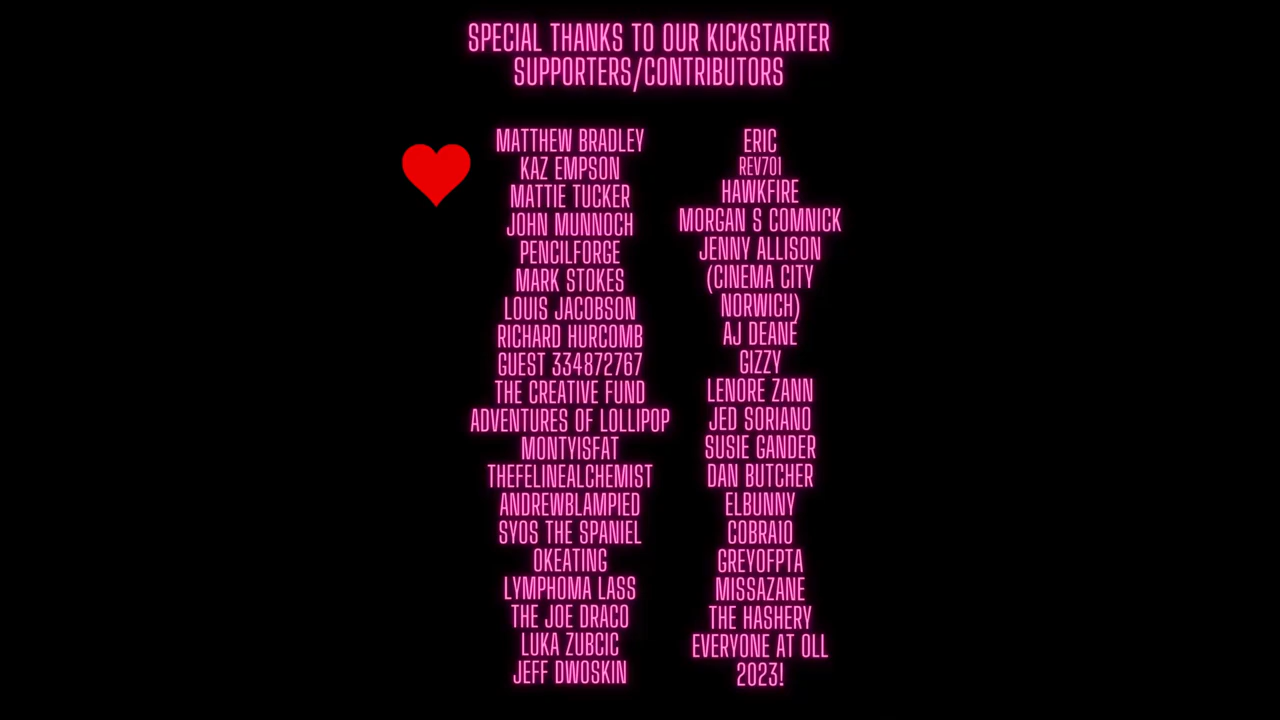 SPECIAL THANKS TO OUR KICKSTARTER
SUPPORTERS/CONTRIBUTORS
MATTHEW BRADLEY
KAZ EMPSON
MATTIE TUCKER
JOHN MUNNOCH
PENCILFORGE
MARK STOKES
LOUIS JACOBSON
RICHARD HURCOMB
GUEST 334872767
THE CREATIVE FUND
ADVENTURES OF LOLLIPOP
MONTYISFAT
THEFELINEALCHEMIST
ANDREWBLAMPIED
SYOS THE SPANIEL
OKEATING
LYMPHOMA LASS
THE JOE DRACO
LUKA ZUBCIC
JEFF DWOSKIN
ERIC
REV701
HAWKFIRE
MORGAN S COMNICK
JENNY ALLISON
(CINEMA CITY
NORWICH)
AJ DEANE
GIZZY
LENORE ZANN
JED SORIANO
SUSIE GANDER
DAN BUTCHER
ELBUNNY
COBRA10
GREYOFPTA
MISSAZANE
THE HASHERY
EVERYONE AT OLL
2023!